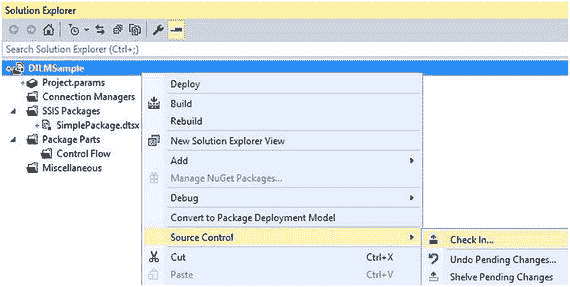 Solution Explorer
Search Solution Explorer (Ctrl+;)
DILMSample
Project.params
Connection Managers
SSIS Packages
SimplePackage.dtsx
Package Parts
Control Flow
Miscellaneous
Deploy
Build
Rebuild
New Solution Explorer View
Add
Manage NuGet Packages...
Debug
Convert to Package Deployment Model
Source Control
Cut Ctrl+X
Paste Ctrl+V
Check In...
Undo Pending Changes...
Shelve Pending Changes